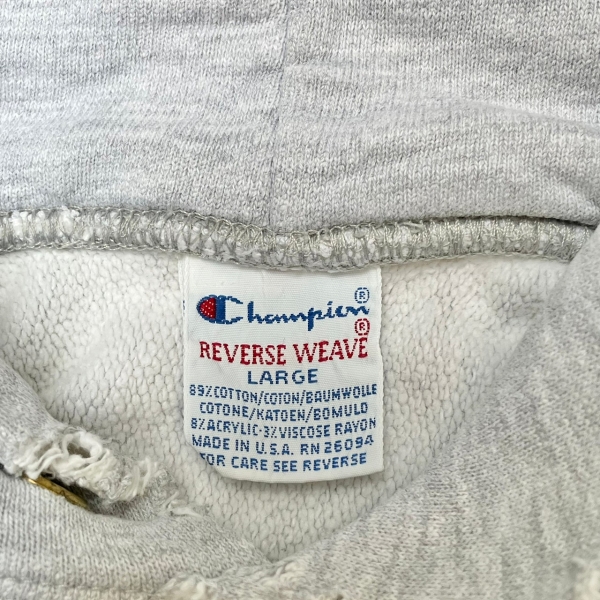 Champion®
®
REVERSE WEAVE
LARGE
89% COTTON/COTON/BAUMWOLLE
COTONE/KATOEN/BOMULD
8% ACRYLIC·3% VISCOSE RAYON
MADE IN U.S.A. RN 26094
FOR CARE SEE REVERSE